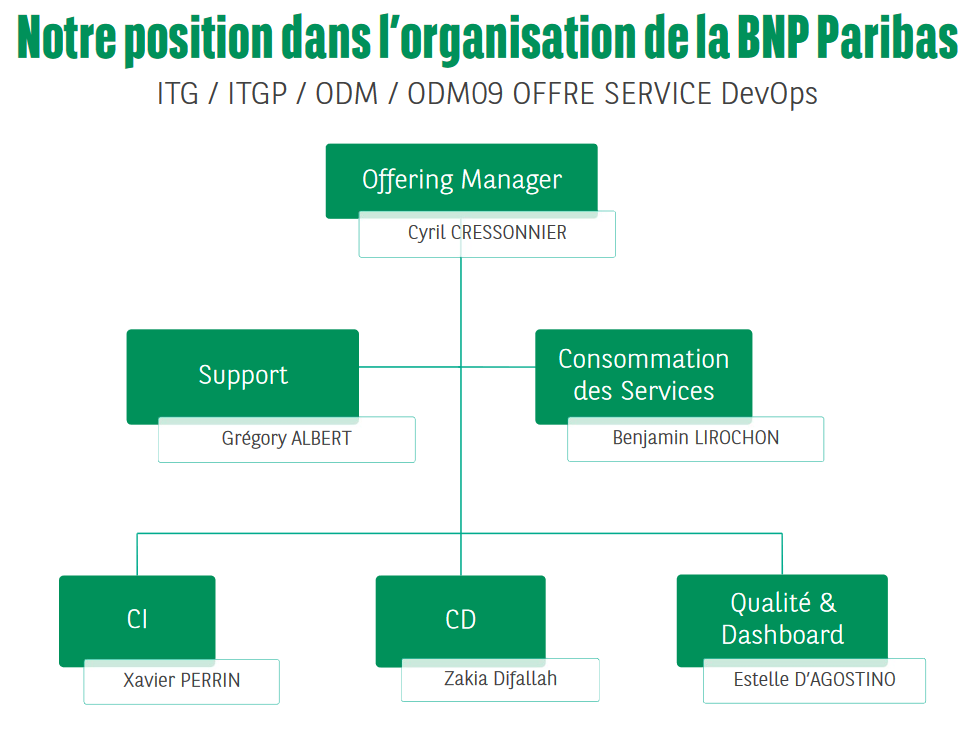 Notre position dans l’organisation de la BNP Paribas
ITG / ITGP / ODM / ODM09 OFFRE SERVICE DevOps
Offering Manager
Cyril CRESSONNIER
Support
Grégory ALBERT
Consommation
des Services
Benjamin LIROCHON
CI
Xavier PERRIN
CD
Zakia Difallah
Qualité &
Dashboard
Estelle D’AGOSTINO